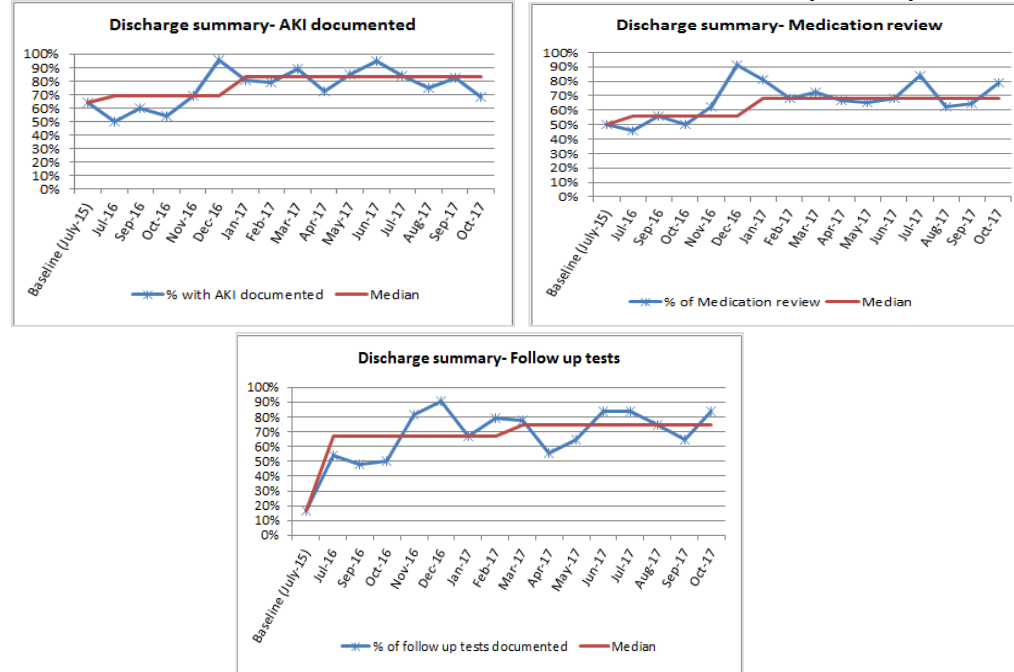 Discharge summary- AKI documented
100%
90%
80%
70%
60%
50%
40%
30%
20%
10%
0%
Baseline (July-15)
Jul-16
Sep-16
Oct-16
Nov-16
Dec-16
Jan-17
Feb-17
Mar-17
Apr-17
May-17
Jun-17
Jul-17
Aug-17
Sep-17
Oct-17
% with AKI documented Median
Discharge summary- Medication review
100%
90%
80%
70%
60%
50%
40%
30%
20%
10%
0%
Baseline (July-15)
Jul-16
Sep-16
Oct-16
Nov-16
Dec-16
Jan-17
Feb-17
Mar-17
Apr-17
May-17
Jun-17
Jul-17
Aug-17
Sep-17
Oct-17
% of Medication review Median
Discharge summary- Follow up tests
100%
90%
80%
70%
60%
50%
40%
30%
20%
10%
0%
Baseline (July-15)
Jul-16
Sep-16
Oct-16
Nov-16
Dec-16
Jan-17
Feb-17
Mar-17
Apr-17
May-17
Jun-17
Jul-17
Aug-17
Sep-17
Oct-17
% of follow up tests documented Median